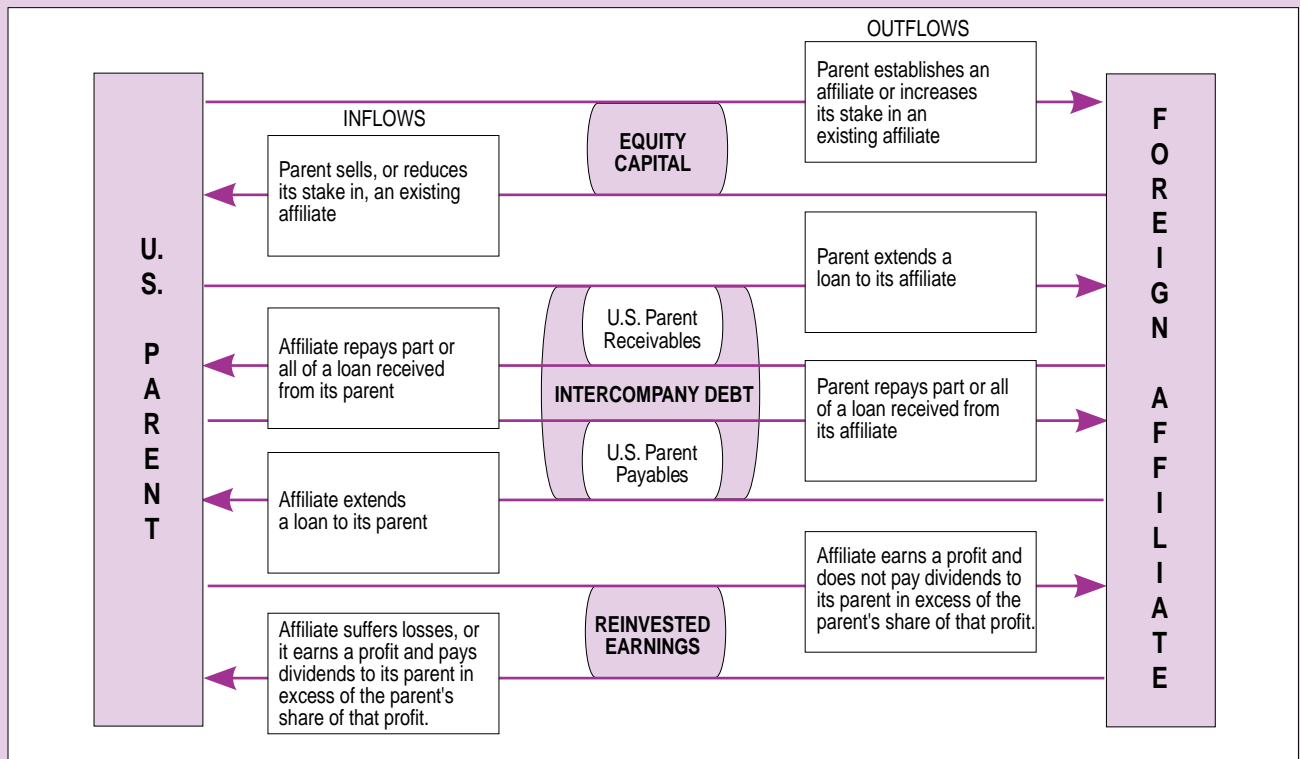 OUTFLOWS
Parent establishes an
affiliate or increases
its stake in an
existing affiliate
INFLOWS
EQUITY
CAPITAL
Parent sells, or reduces
its stake in, an existing
affiliate
U.
S.
P
A
R
E
N
T
F
O
R
E
I
G
N
A
F
F
I
L
I
A
T
E
Parent extends a
loan to its affiliate
U.S. Parent
Receivables
Affiliate repays part or
all of a loan received
from its parent
INTERCOMPANY DEBT
Parent repays part or all
of a loan received from
its affiliate
U.S. Parent
Payables
Affiliate extends
a loan to its parent
Affiliate earns a profit and
does not pay dividends to
its parent in excess of the
parent's share of that profit.
REINVESTED
EARNINGS
Affiliate suffers losses, or
it earns a profit and pays
dividends to its parent in
excess of the parent's
share of that profit.